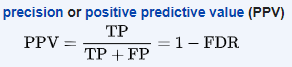 precision or positive predictive value (PPV)
PPV = TP / (TP + FP) = 1 − FDR